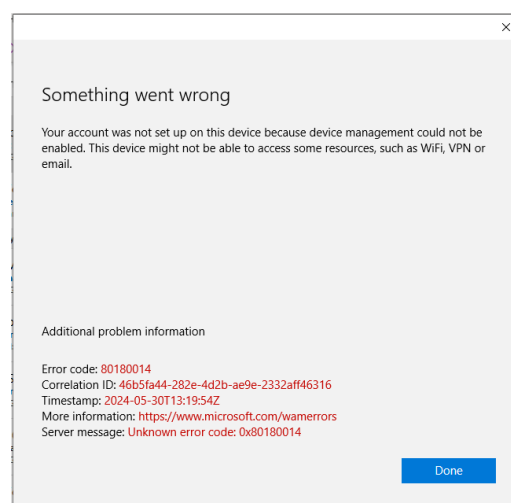 Something went wrong
Your account was not set up on this device because device management could not be
enabled. This device might not be able to access some resources, such as WiFi, VPN or
email.
Additional problem information
Error code: 80180014
Correlation ID: 46b5fa44-282e-4d2b-ae9e-2332aff46316
Timestamp: 2024-05-30T13:19:54Z
More information: https://www.microsoft.com/wamerrors
Server message: Unknown error code: 0x80180014
Done